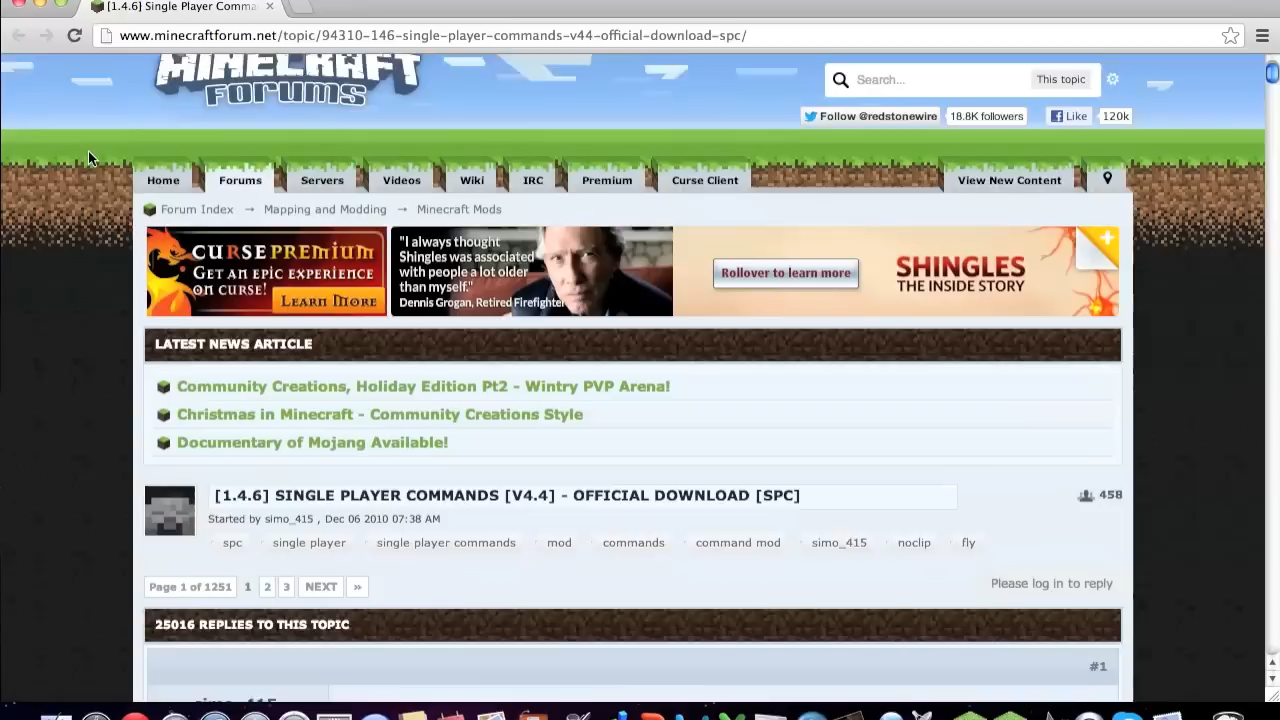 [1.4.6] Single Player Comma
www.minecraftforum.net/topic/94310-146-single-player-commands-v44-official-download-spc/
MINECRAFT
FORUMS
Search...
This topic
Follow @redstonewire
18.8K followers
Like
120k
Home
Forums
Servers
Videos
Wiki
IRC
Premium
Curse Client
View New Content
Forum Index → Mapping and Modding → Minecraft Mods
CURSE PREMIUM
GET AN EPIC EXPERIENCE
ON CURSE!
LEARN MORE
"I always thought
Shingles was associated
with people a lot older
than myself."
Dennis Grogan, Retired Firefighter
Rollover to learn more
SHINGLES
THE INSIDE STORY
LATEST NEWS ARTICLE
Community Creations, Holiday Edition Pt2 - Wintry PVP Arena!
Christmas in Minecraft - Community Creations Style
Documentary of Mojang Available!
[1.4.6] SINGLE PLAYER COMMANDS [V4.4] - OFFICIAL DOWNLOAD [SPC]
458
Started by simo_415 , Dec 06 2010 07:38 AM
spc
single player
single player commands
mod
commands
command mod
simo_415
noclip
fly
Page 1 of 1251
1
2
3
NEXT
»
Please log in to reply
25016 REPLIES TO THIS TOPIC
#1
simo_415